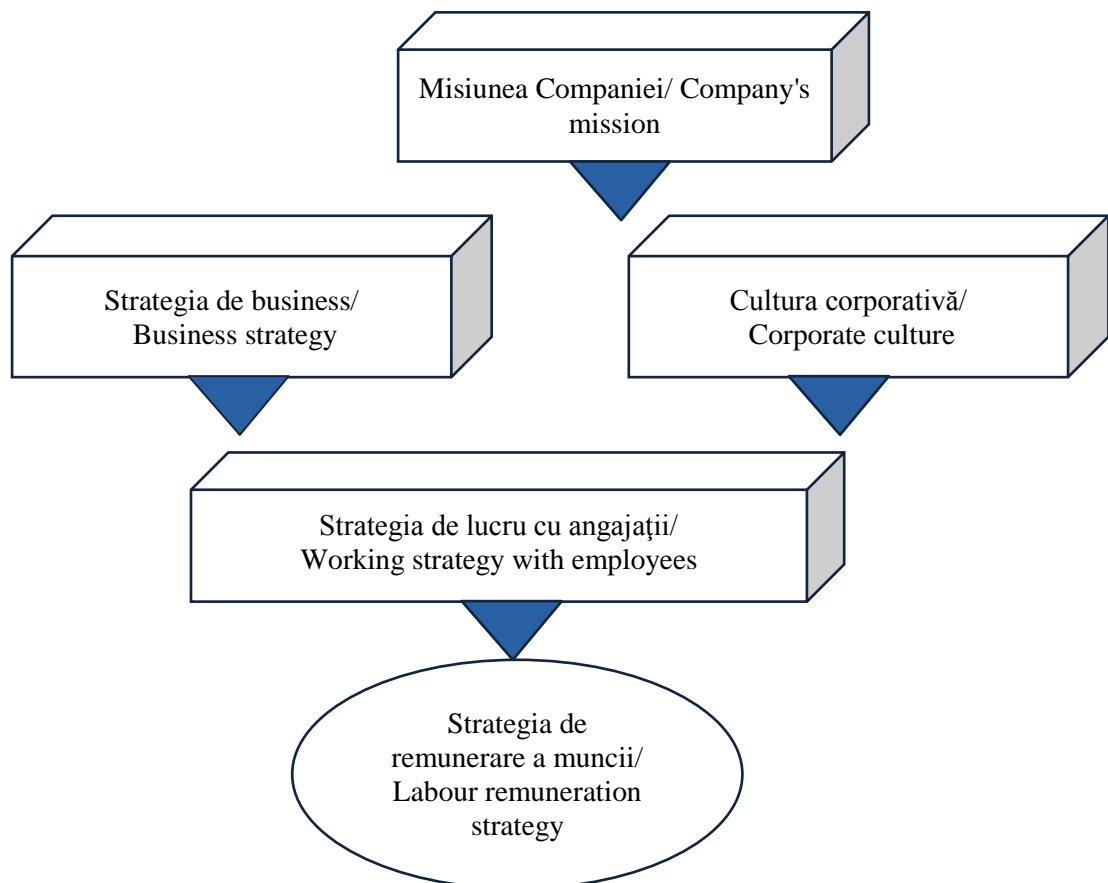 Misiunea Companiei/ Company's
mission
Strategia de business/
Business strategy
Cultura corporativă/
Corporate culture
Strategia de lucru cu angajaţii/
Working strategy with employees
Strategia de
remunerare a muncii/
Labour remuneration
strategy